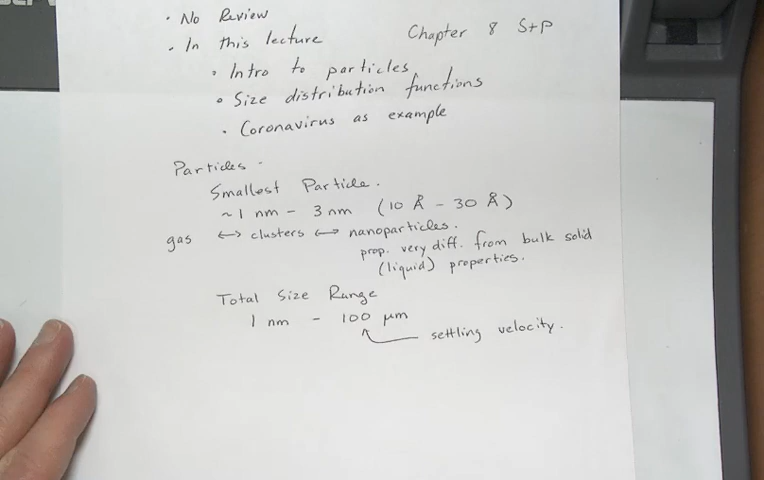 • No Review
• In this lecture Chapter 8 S+P
• Intro to particles
• Size distribution functions
• Coronavirus as example
Particles -
Smallest Particle.
~1 nm - 3 nm (10 Å - 30 Å)
gas ↔ clusters ↔ nanoparticles.
prop. very diff. from bulk solid
(liquid) properties.
Total Size Range
1 nm - 100 μm
settling velocity.